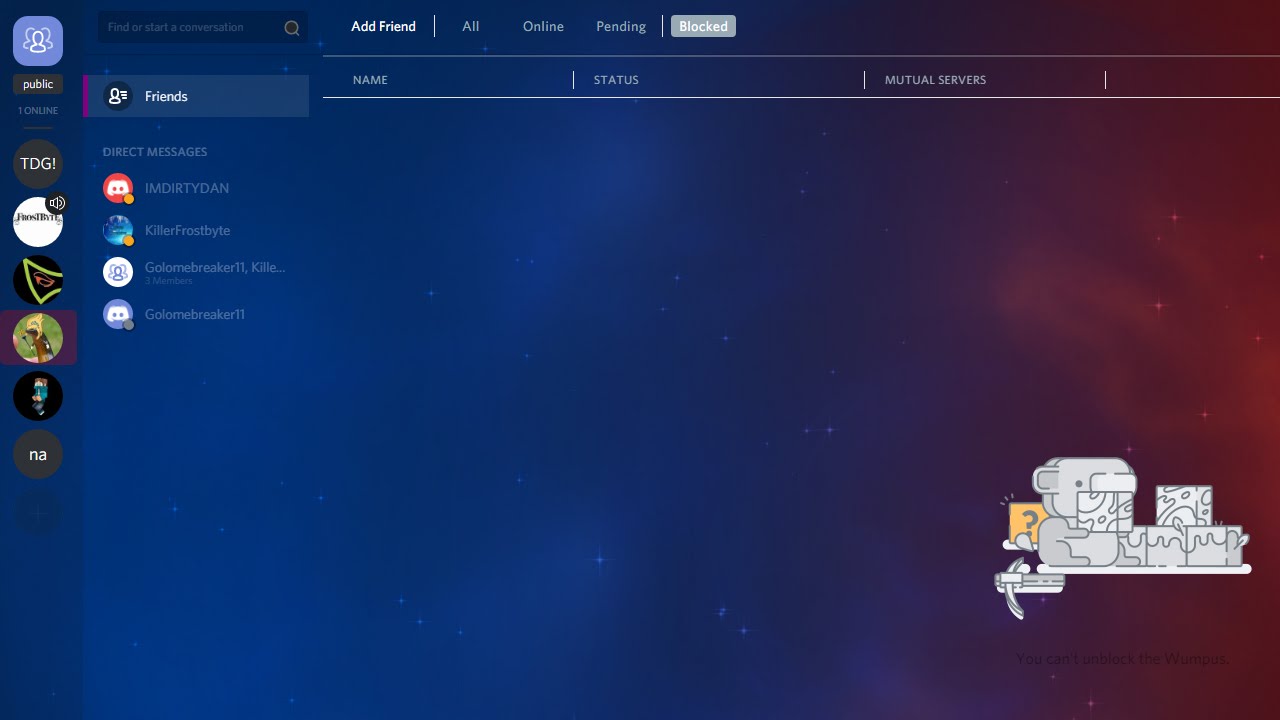 Find or start a conversation
Add Friend
All
Online
Pending
Blocked
public
1 ONLINE
NAME
STATUS
MUTUAL SERVERS
Friends
DIRECT MESSAGES
TDG!
IMDIRTYDAN
FROSTBYTE
KillerFrostbyte
Golomebreaker11, Kille...
3 Members
Golomebreaker11
na
?
You can't unblock the Wumpus.